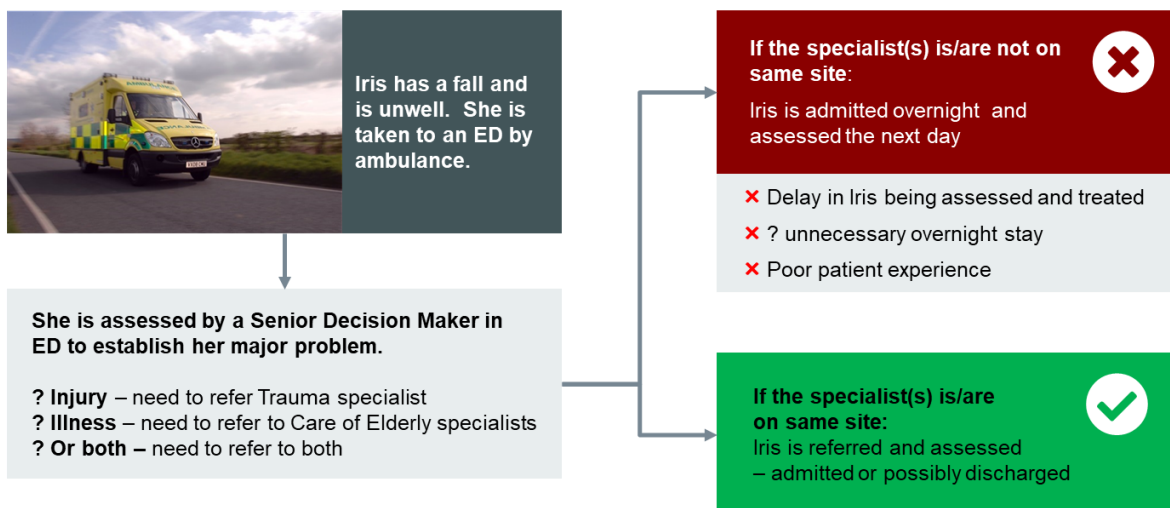 AMBULANCE
Iris has a fall and
is unwell. She is
taken to an ED by
ambulance.
She is assessed by a Senior Decision Maker in
ED to establish her major problem.
? Injury – need to refer Trauma specialist
? Illness – need to refer to Care of Elderly specialists
? Or both – need to refer to both
If the specialist(s) is/are not on
same site:
Iris is admitted overnight and
assessed the next day
Delay in Iris being assessed and treated
? unnecessary overnight stay
Poor patient experience
If the specialist(s) is/are
on same site:
Iris is referred and assessed
– admitted or possibly discharged